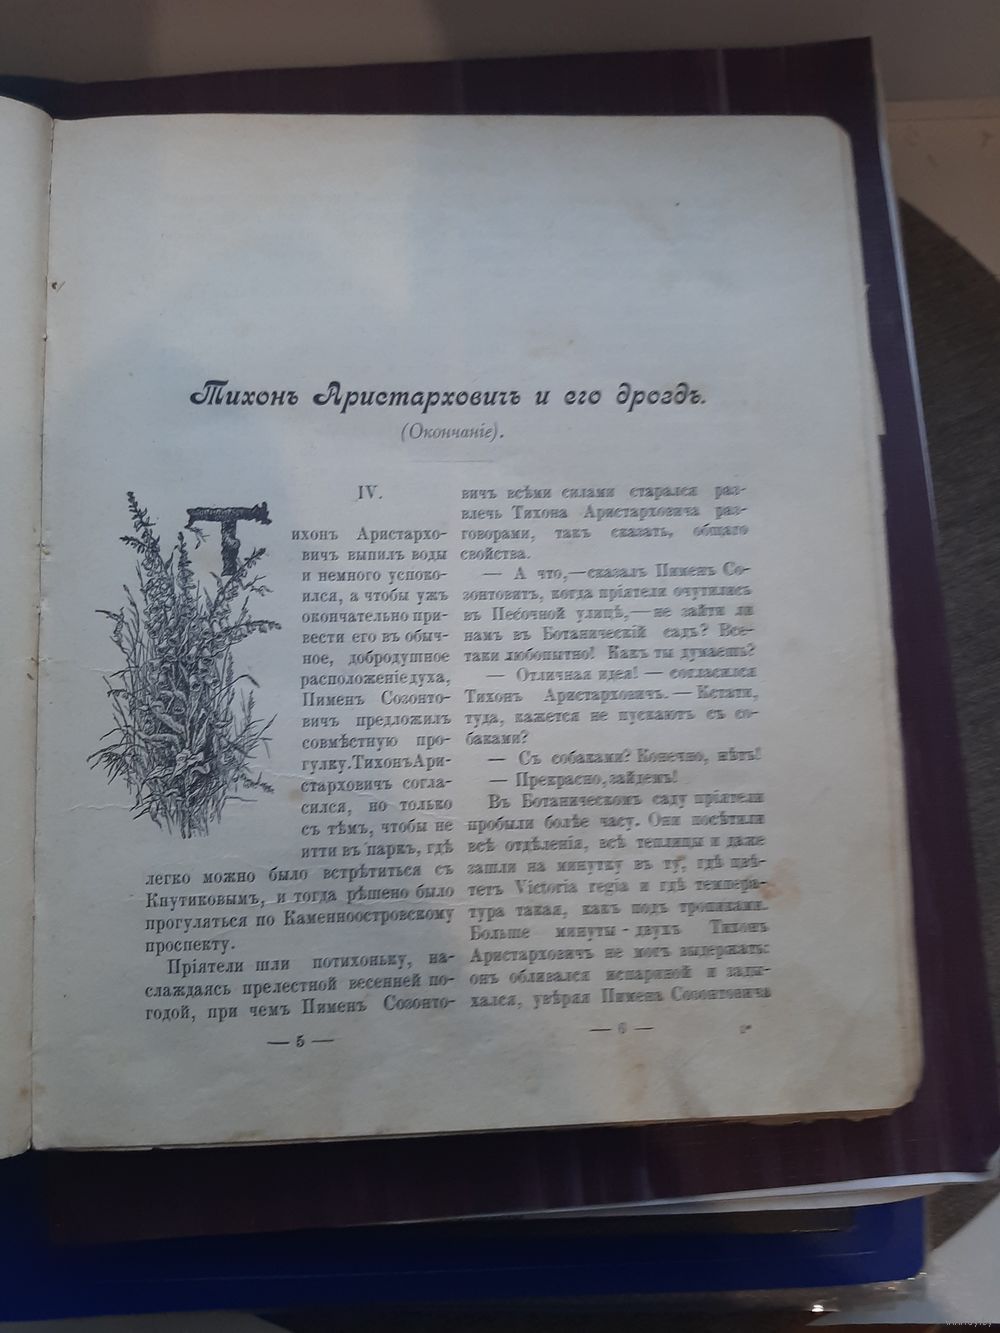 Тихонъ Аристарховичъ и его дроздъ.
(Окончаніе).
IV.
Тихонъ Аристархо-
вичъ выпилъ воды
и немного успоко-
ился, а чтобы ужъ
окончательно при-
вести его въ обыч-
ное, добродушное
расположеніе духа,
Пименъ Созонто-
вичъ предложилъ
совмѣстную про-
гулку. Тихонъ Ари-
старховичъ согла-
сился, но только
съ тѣмъ, чтобы не
итти въ паркъ, гдѣ
легко можно было встрѣтиться съ
Кнутиковымъ, и тогда рѣшено было
прогуляться по Каменноостровскому
проспекту.
Пріятели шли потихоньку, на-
слаждаясь прелестной весенней по-
годой, при чемъ Пименъ Созонто-
— 5 —
вичъ всѣми силами старался раз-
влечь Тихона Аристарховича раз-
говорами, такъ сказать, общаго
свойства.
— А что,—сказалъ Пименъ Со-
зонтовичъ, когда пріятели очутились
въ Песочной улицѣ,—не зайти ли
намъ въ Ботаническій садъ? Все-
таки любопытно! Какъ ты думаешь?
— Отличная идея! — согласился
Тихонъ Аристарховичъ. — Кстати,
туда, кажется не пускаютъ съ со-
баками?
— Съ собаками? Конечно, нѣтъ!
— Прекрасно, зайдемъ!
Въ Ботаническомъ саду пріятели
пробыли болѣе часу. Они посѣтили
всѣ отдѣленія, всѣ теплицы и даже
зашли на минутку въ ту, гдѣ цвѣ-
тетъ Victoria regia и гдѣ темпера-
тура такая, какъ подъ тропиками.
Больше минуты-двухъ Тихонъ
Аристарховичъ не могъ выдержать:
онъ обливался испариной и зады-
хался, увѣряя Пимена Созонтовича
— 6 —